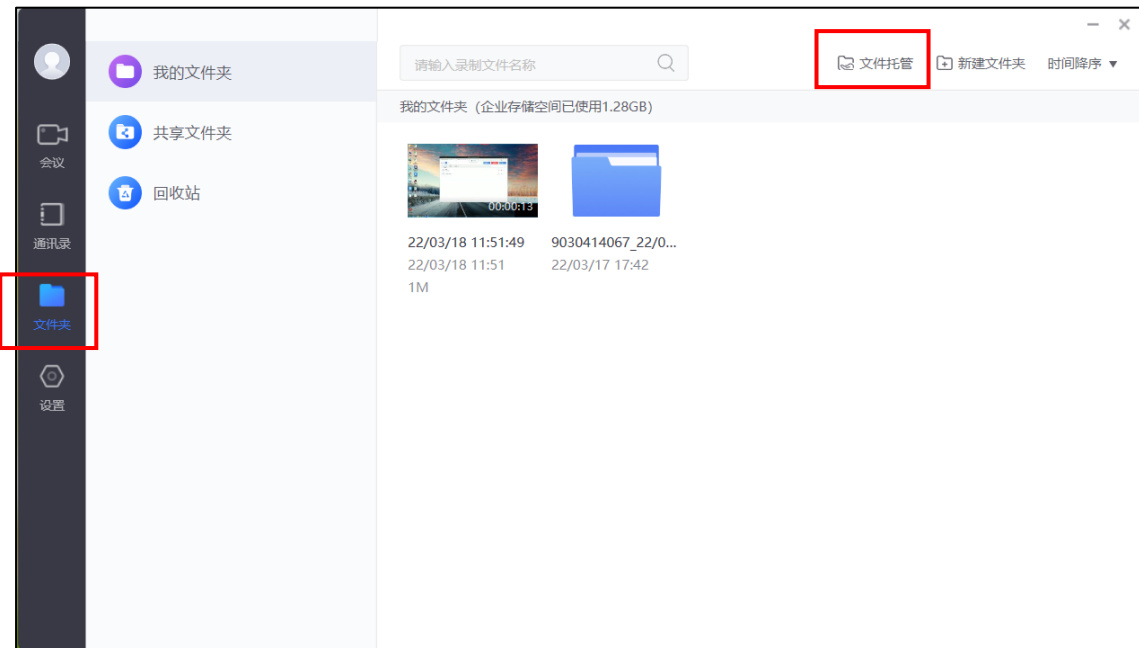 会议
通讯录
文件夹
设置
我的文件夹
共享文件夹
回收站
请输入录制文件名称
文件托管
新建文件夹
时间降序 ▼
我的文件夹（企业存储空间已使用1.28GB）
00:00:13
22/03/18 11:51:49
22/03/18 11:51
1M
9030414067_22/0...
22/03/17 17:42